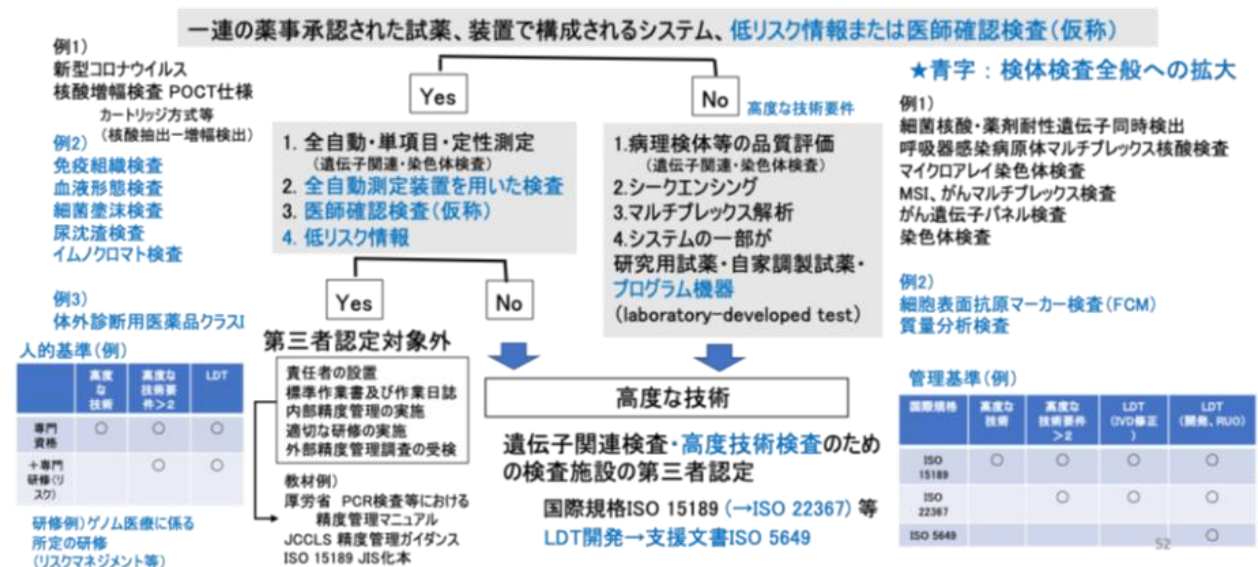 一連の薬事承認された試薬、装置で構成されるシステム、低リスク情報または医師確認検査(仮称)
例1)
新型コロナウイルス
核酸増幅検査 POCT仕様
カートリッジ方式等
(核酸抽出−増幅検出)
例2)
免疫組織検査
血液形態検査
細菌塗沫検査
尿沈渣検査
イムノクロマト検査
例3)
体外診断用医薬品クラスI
Yes
No
高度な技術要件
1. 全自動・単項目・定性測定
(遺伝子関連・染色体検査)
2. 全自動測定装置を用いた検査
3. 医師確認検査(仮称)
4. 低リスク情報
1.病理検体等の品質評価
(遺伝子関連・染色体検査)
2.シークエンシング
3.マルチプレックス解析
4.システムの一部が
研究用試薬・自家調製試薬・
プログラム機器
(laboratory-developed test)
★青字：検体検査全般への拡大
例1)
細菌核酸・薬剤耐性遺伝子同時検出
呼吸器感染病原体マルチプレックス核酸検査
マイクロアレイ染色体検査
MSI、がんマルチプレックス検査
がん遺伝子パネル検査
染色体検査
例2)
細胞表面抗原マーカー検査(FCM)
質量分析検査
Yes
No
第三者認定対象外
責任者の設置
標準作業書及び作業日誌
内部精度管理の実施
適切な研修の実施
外部精度管理調査の受検
教材例)
厚労省 PCR検査等における
精度管理マニュアル
JCCLS 精度管理ガイダンス
ISO 15189 JIS化本
高度な技術
遺伝子関連検査・高度技術検査のため
の検査施設の第三者認定
国際規格ISO 15189 (→ISO 22367) 等
LDT開発→支援文書ISO 5649
人的基準(例)
高度な技術 高度な技術要件>2 LDT
専門資格 ○ ○ ○
＋専門研修(リスク) ○ ○
研修例)ゲノム医療に係る
所定の研修
(リスクマネジメント等)
管理基準(例)
国際規格 高度な技術 高度な技術要件>2 LDT(IVD修正) LDT(開発、RUO)
ISO 15189 ○ ○ ○ ○
ISO 22367 ○ ○ ○
ISO 5649 ○
52